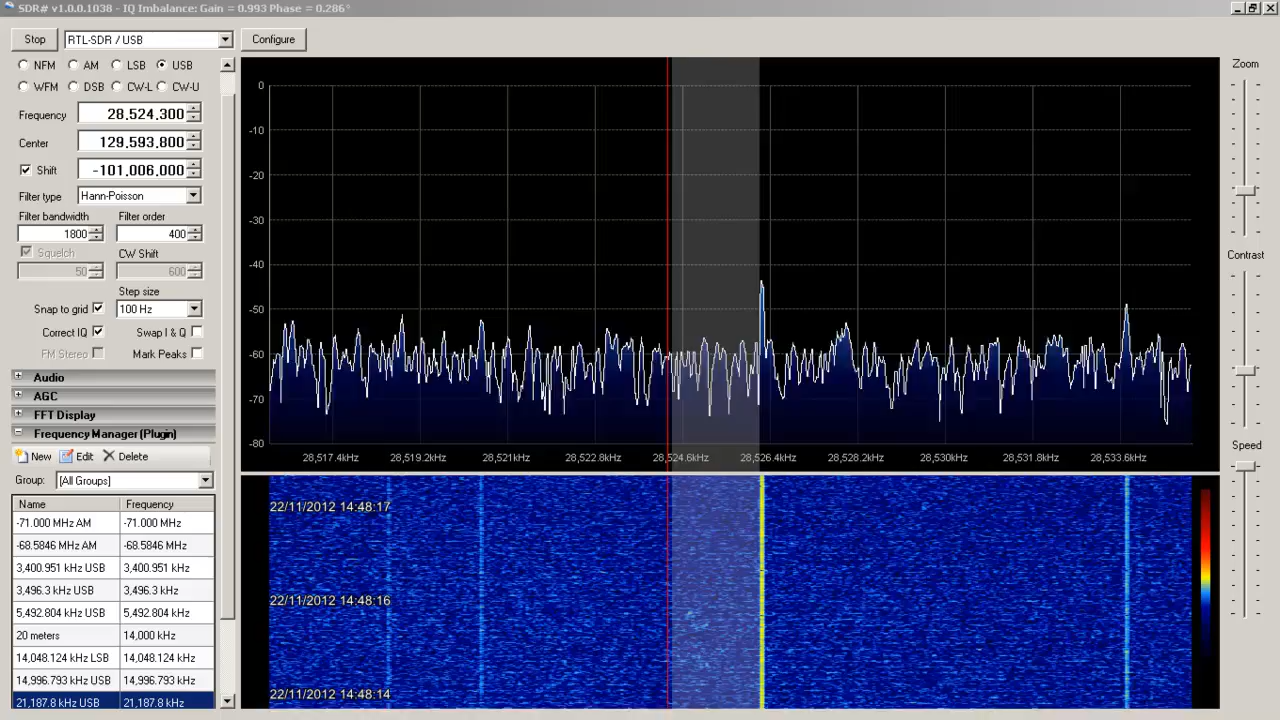 SDR# v1.0.0.1038 - IQ Imbalance: Gain = 0.993 Phase = 0.286°
Stop RTL-SDR / USB Configure
NFM AM LSB USB
WFM DSB CW-L CW-U
Frequency 28.524.300
Center 129.593.800
Shift -101.006.000
Filter type Hann-Poisson
Filter bandwidth Filter order
1800 400
Squelch CW Shift
50 600
Step size
Snap to grid 100 Hz
Correct IQ Swap I & Q
FM Stereo Mark Peaks
Audio
AGC
FFT Display
Frequency Manager (Plugin)
New Edit Delete
Group: [All Groups]
Name Frequency
-71.000 MHz AM -71.000 MHz
-68.5846 MHz AM -68.5846 MHz
3,400.951 kHz USB 3,400.951 kHz
3,496.3 kHz USB 3,496.3 kHz
5,492.804 kHz USB 5,492.804 kHz
20 meters 14,000 kHz
14,048.124 kHz LSB 14,048.124 kHz
14,996.793 kHz USB 14,996.793 kHz
21,187.8 kHz USB 21,187.8 kHz
0
-10
-20
-30
-40
-50
-60
-70
-80
28,517.4kHz 28,519.2kHz 28,521kHz 28,522.8kHz 28,524.6kHz 28,526.4kHz 28,528.2kHz 28,530kHz 28,531.8kHz 28,533.6kHz
22/11/2012 14:48:17
22/11/2012 14:48:16
22/11/2012 14:48:14
Zoom
Contrast
Speed